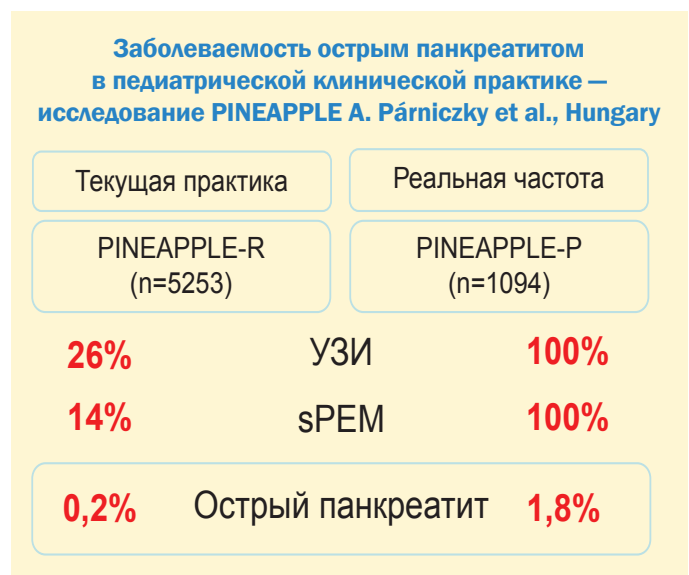 Заболеваемость острым панкреатитом
в педиатрической клинической практике —
исследование PINEAPPLE A. Párniczky et al., Hungary
Текущая практика
Реальная частота
PINEAPPLE-R
(n=5253)
PINEAPPLE-P
(n=1094)
26% УЗИ 100%
14% sPEM 100%
0,2% Острый панкреатит 1,8%